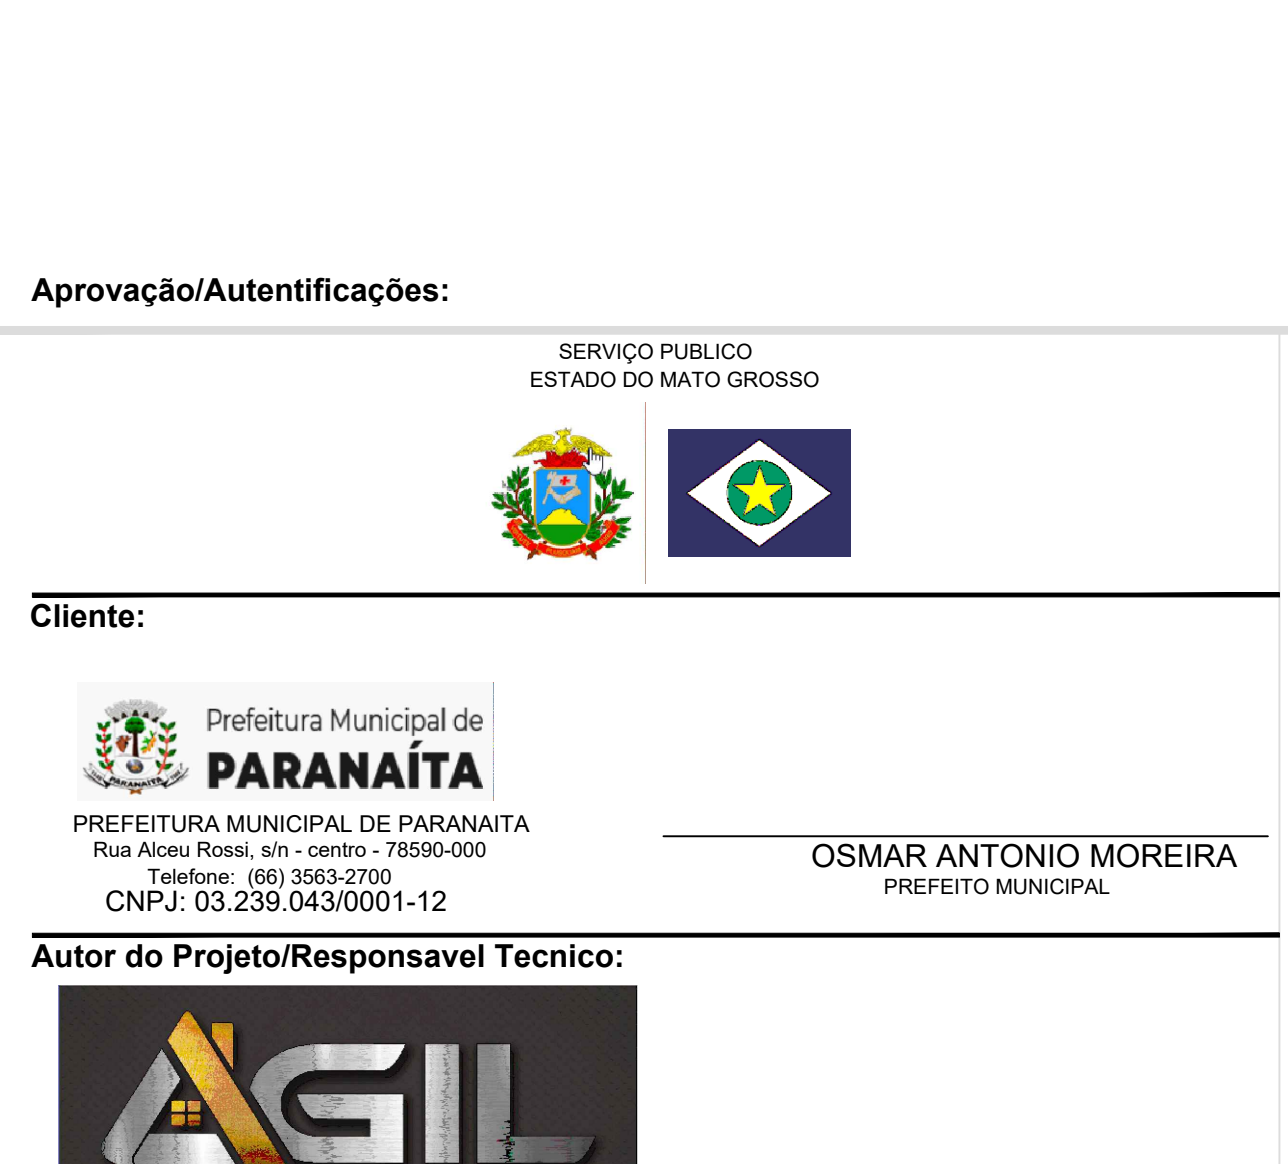 Aprovação/Autentificações:
SERVIÇO PUBLICO
ESTADO DO MATO GROSSO
Cliente:
Prefeitura Municipal de
PARANAÍTA
PARANAITA
PREFEITURA MUNICIPAL DE PARANAITA
Rua Alceu Rossi, s/n - centro - 78590-000
Telefone: (66) 3563-2700
CNPJ: 03.239.043/0001-12
OSMAR ANTONIO MOREIRA
PREFEITO MUNICIPAL
Autor do Projeto/Responsavel Tecnico:
AGIL